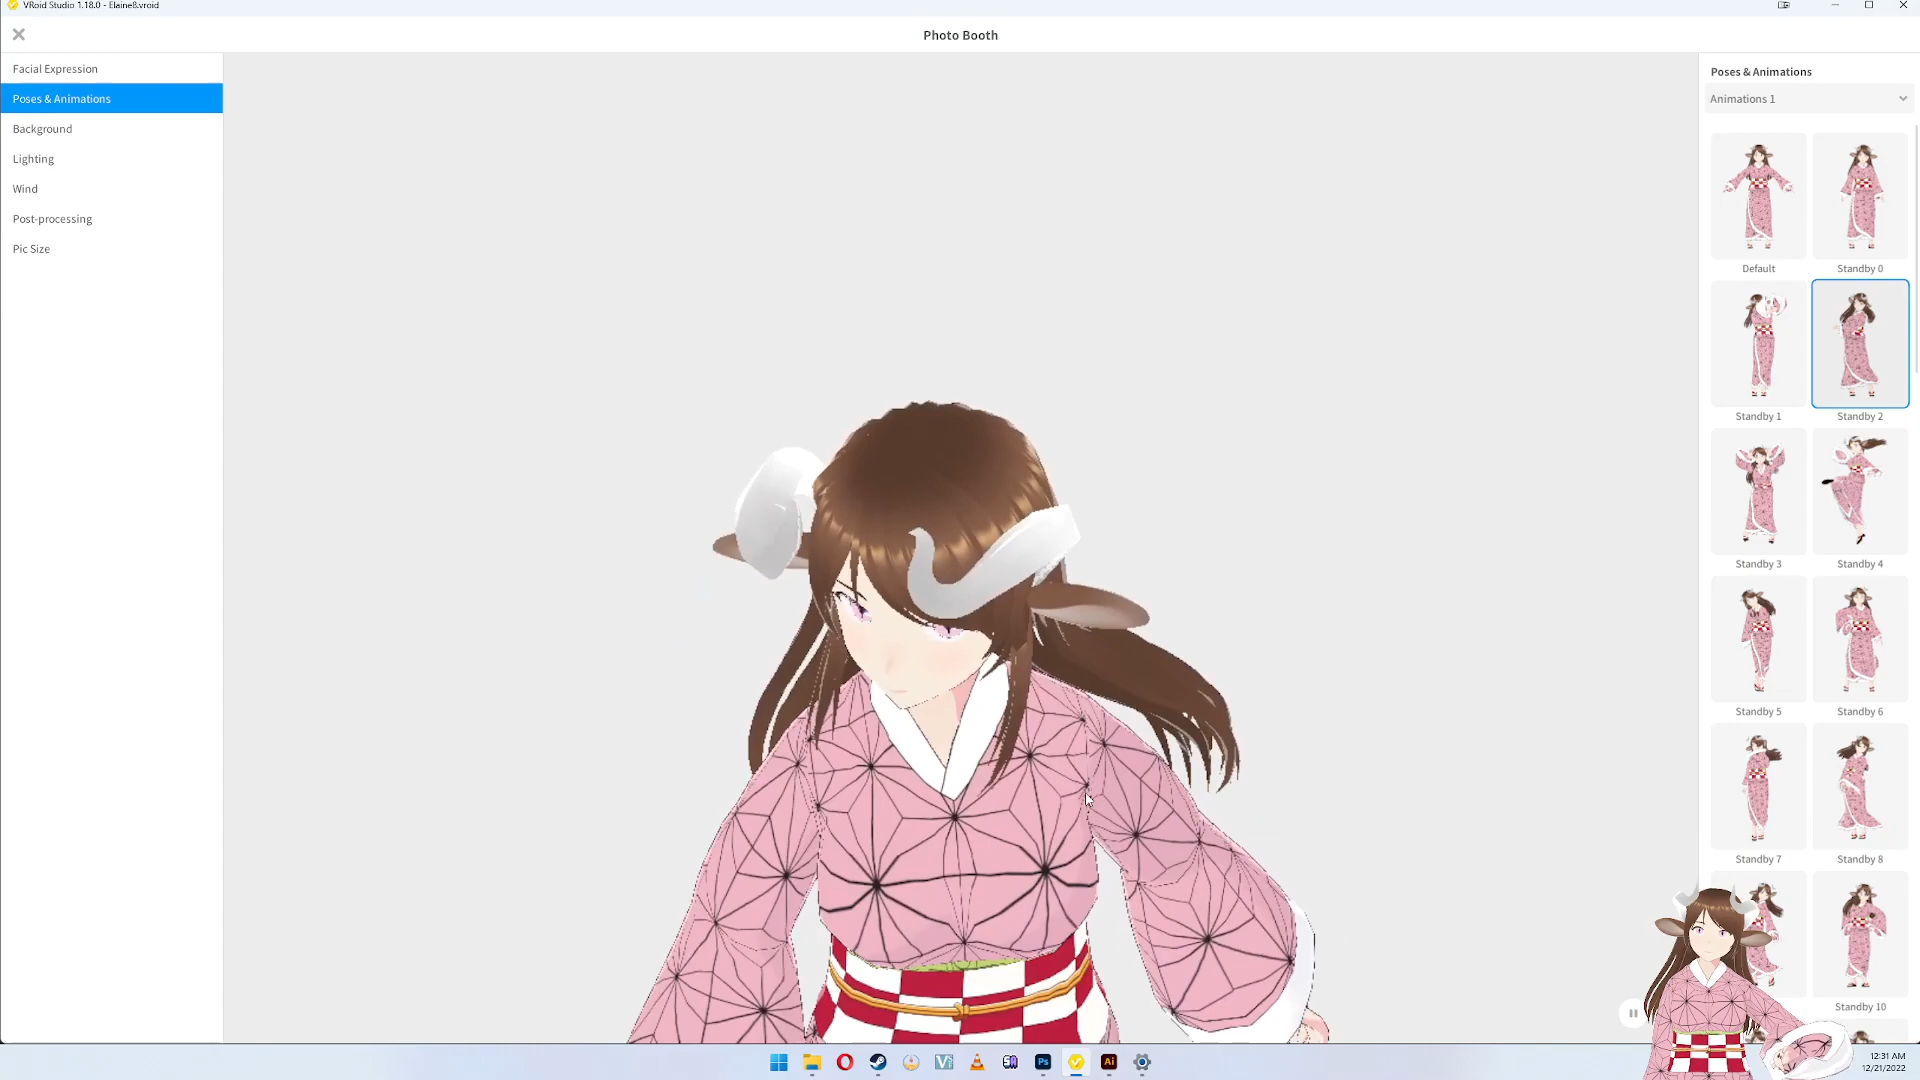 VRoid Studio 1.18.0 - Elaine8.vroid
Photo Booth
Facial Expression
Poses & Animations
Background
Lighting
Wind
Post-processing
Pic Size
Poses & Animations
Animations 1
Default
Standby 0
Standby 1
Standby 2
Standby 3
Standby 4
Standby 5
Standby 6
Standby 7
Standby 8
Standby 10
Ps
Ai
12:31 AM
12/21/2022